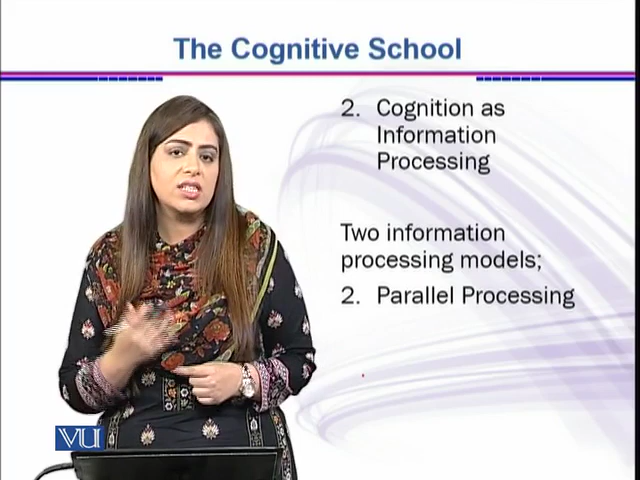 The Cognitive School
2. Cognition as
Information
Processing
Two information
processing models;
2. Parallel Processing
VU